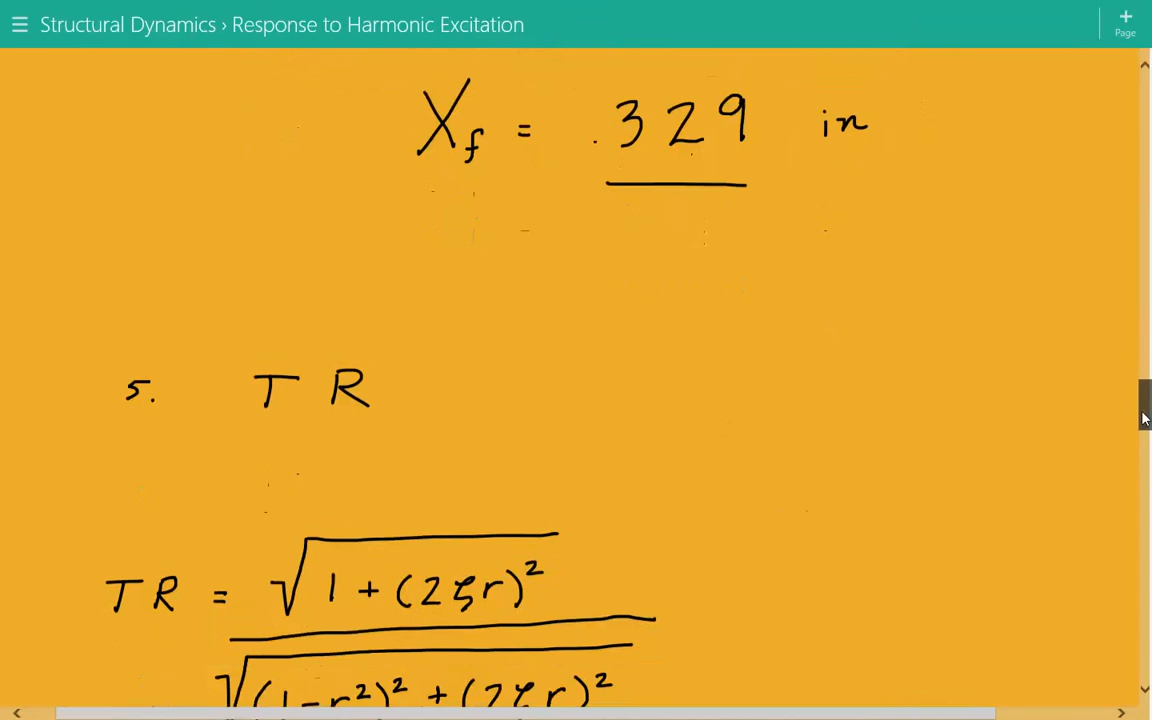 ☰ Structural Dynamics › Response to Harmonic Excitation
+ Page
X_f = .329 in
5. TR
TR = √(1 + (2ζr)²)
√((1 - r²)² + (2ζr)²